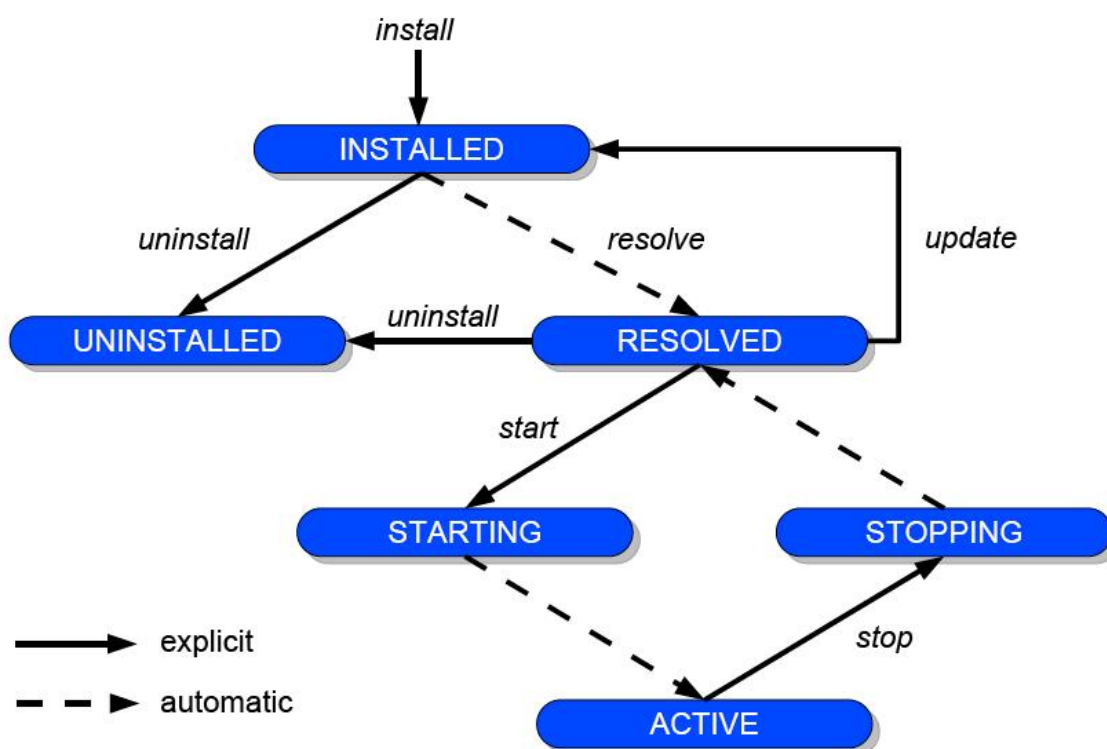 install
INSTALLED
uninstall
resolve
update
UNINSTALLED
uninstall
RESOLVED
start
STARTING
STOPPING
explicit
stop
automatic
ACTIVE